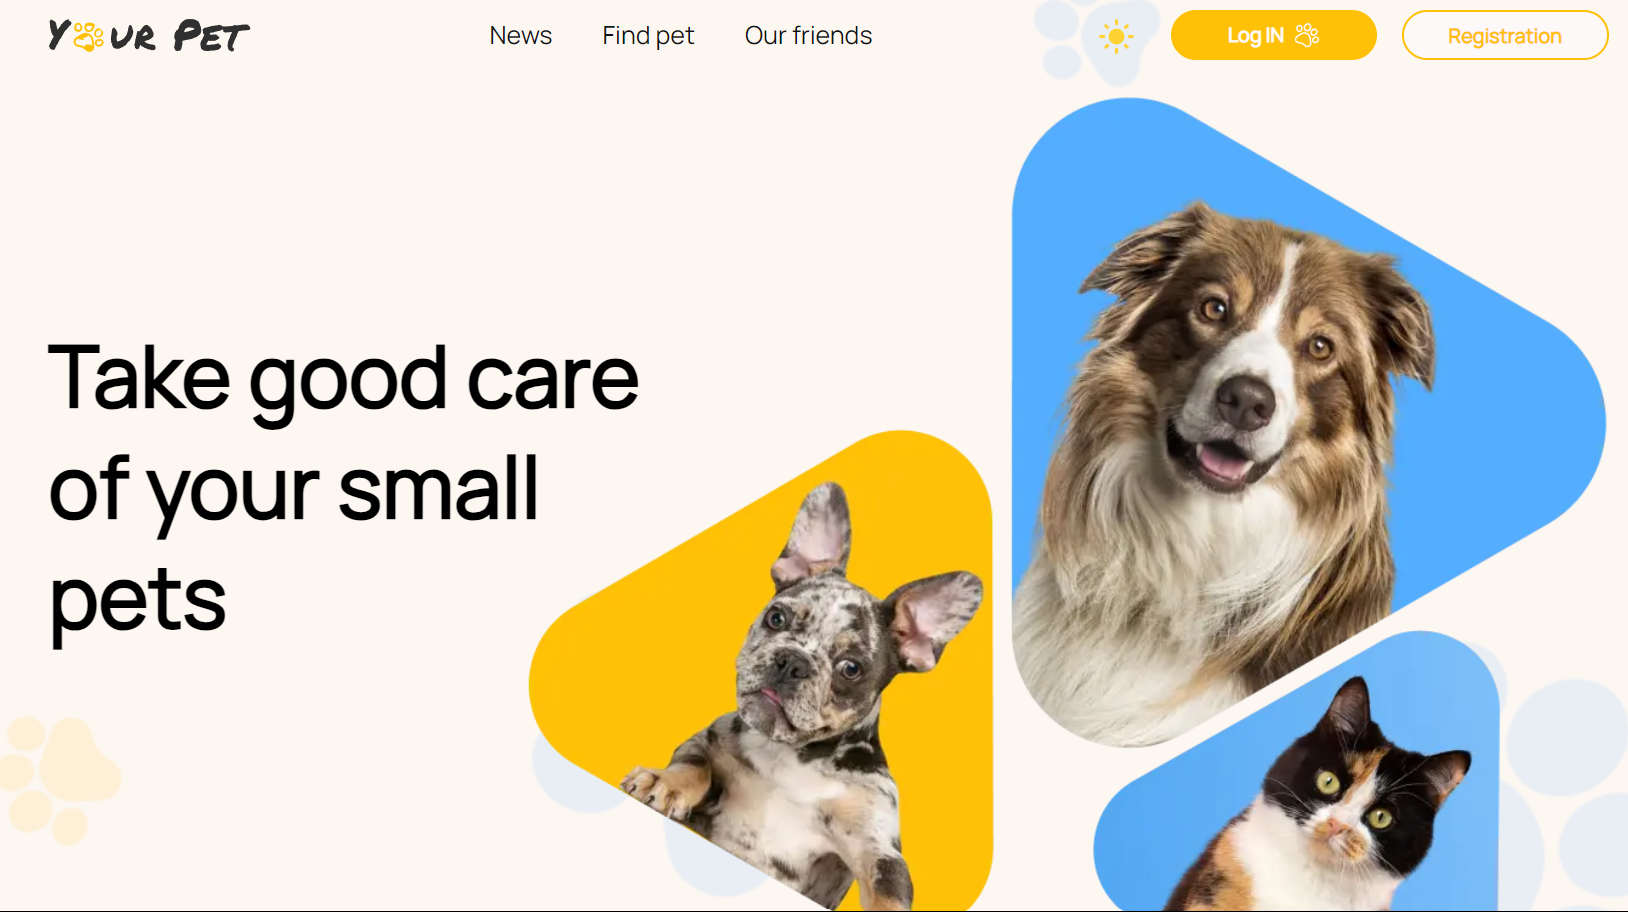 Your Pet
News
Find pet
Our friends
Log IN
Registration
Take good care
of your small
pets